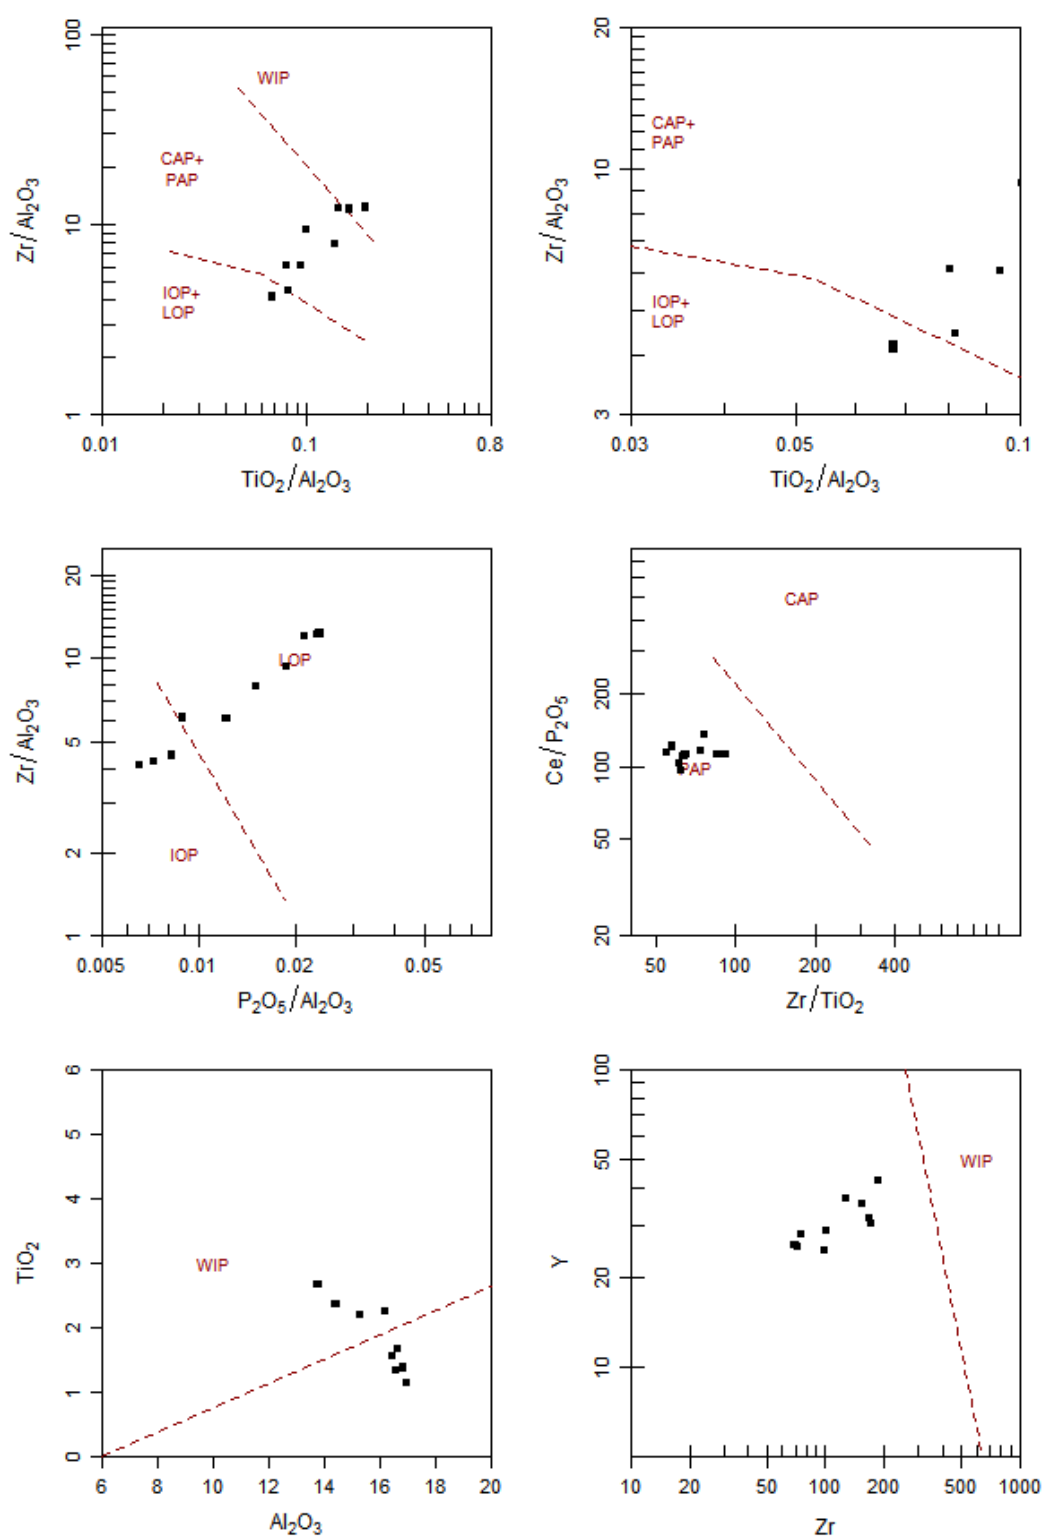 100
10
1
Zr/Al₂O₃
WIP
CAP+
PAP
IOP+
LOP
0.01 0.1 0.8
TiO₂/Al₂O₃
20
10
3
Zr/Al₂O₃
CAP+
PAP
IOP+
LOP
0.03 0.05 0.1
TiO₂/Al₂O₃
20
10
5
2
1
Zr/Al₂O₃
LOP
IOP
0.005 0.01 0.02 0.05
P₂O₅/Al₂O₃
200
100
50
20
Ce/P₂O₅
CAP
PAP
50 100 200 400
Zr/TiO₂
6
5
4
3
2
1
0
TiO₂
WIP
6 8 10 12 14 16 18 20
Al₂O₃
100
50
20
10
Y
WIP
10 20 50 100 200 500 1000
Zr